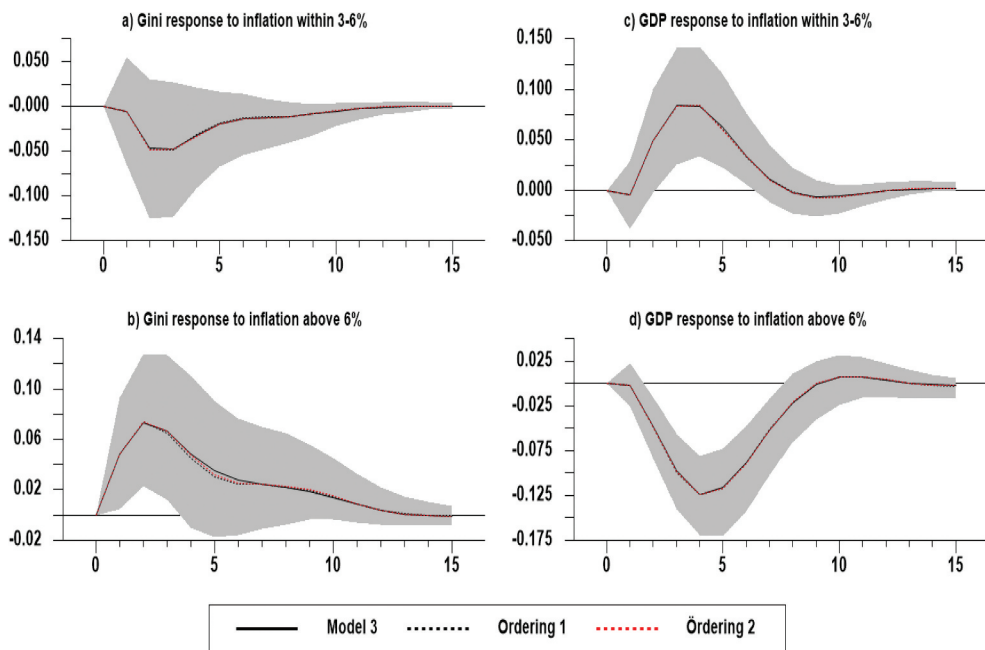 a) Gini response to inflation within 3-6%
0.050
-0.000
-0.050
-0.100
-0.150
0 5 10 15
c) GDP response to inflation within 3-6%
0.150
0.100
0.050
0.000
-0.050
0 5 10 15
b) Gini response to inflation above 6%
0.14
0.10
0.06
0.02
-0.02
0 5 10 15
d) GDP response to inflation above 6%
0.025
-0.025
-0.075
-0.125
-0.175
0 5 10 15
Model 3 Ordering 1 Ördering 2